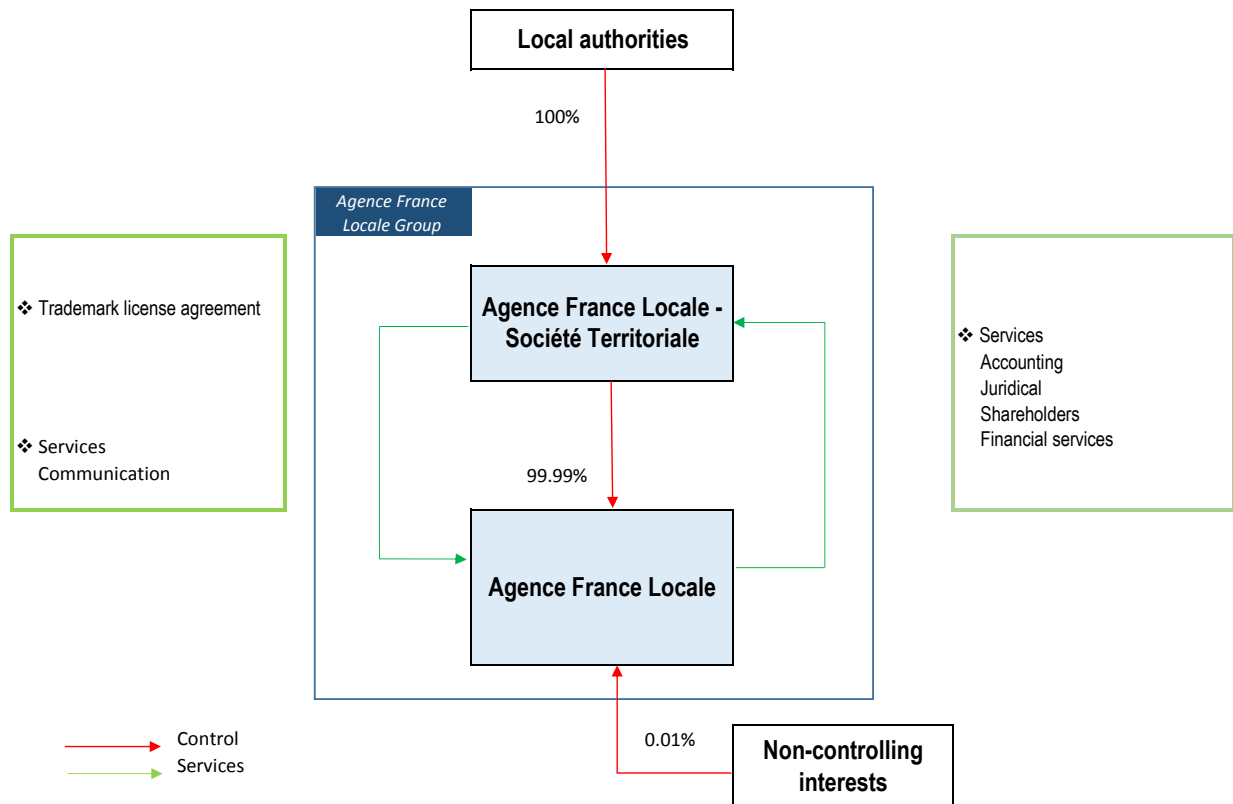 Local authorities
100%
Agence France
Locale Group
❖ Trademark license agreement
❖ Services
Communication
Agence France Locale -
Société Territoriale
❖ Services
Accounting
Juridical
Shareholders
Financial services
99.99%
Agence France Locale
0.01%
Non-controlling
interests
Control
Services